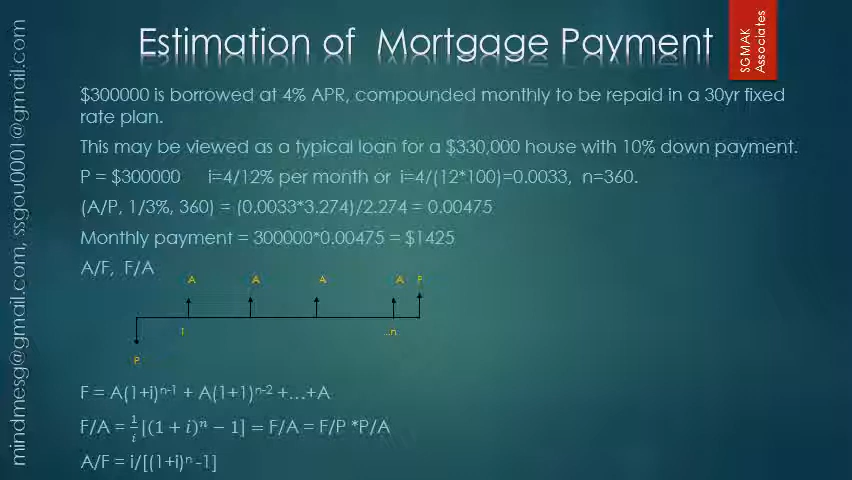 Estimation of Mortgage Payment
SGMAK
Associates
mindmesg@gmail.com, ssgou0001@gmail.com
$300000 is borrowed at 4% APR, compounded monthly to be repaid in a 30yr fixed
rate plan.
This may be viewed as a typical loan for a $330,000 house with 10% down payment.
P = $300000 i=4/12% per month or i=4/(12*100)=0.0033, n=360.
(A/P, 1/3%, 360) = (0.0033*3.274)/2.274 = 0.00475
Monthly payment = 300000*0.00475 = $1425
A/F, F/A
A A A A F
1 ...n
P
F = A(1+i)ⁿ⁻¹ + A(1+1)ⁿ⁻² +...+A
F/A = 1/i [(1 + i)ⁿ − 1] = F/A = F/P *P/A
A/F = i/[(1+i)ⁿ -1]